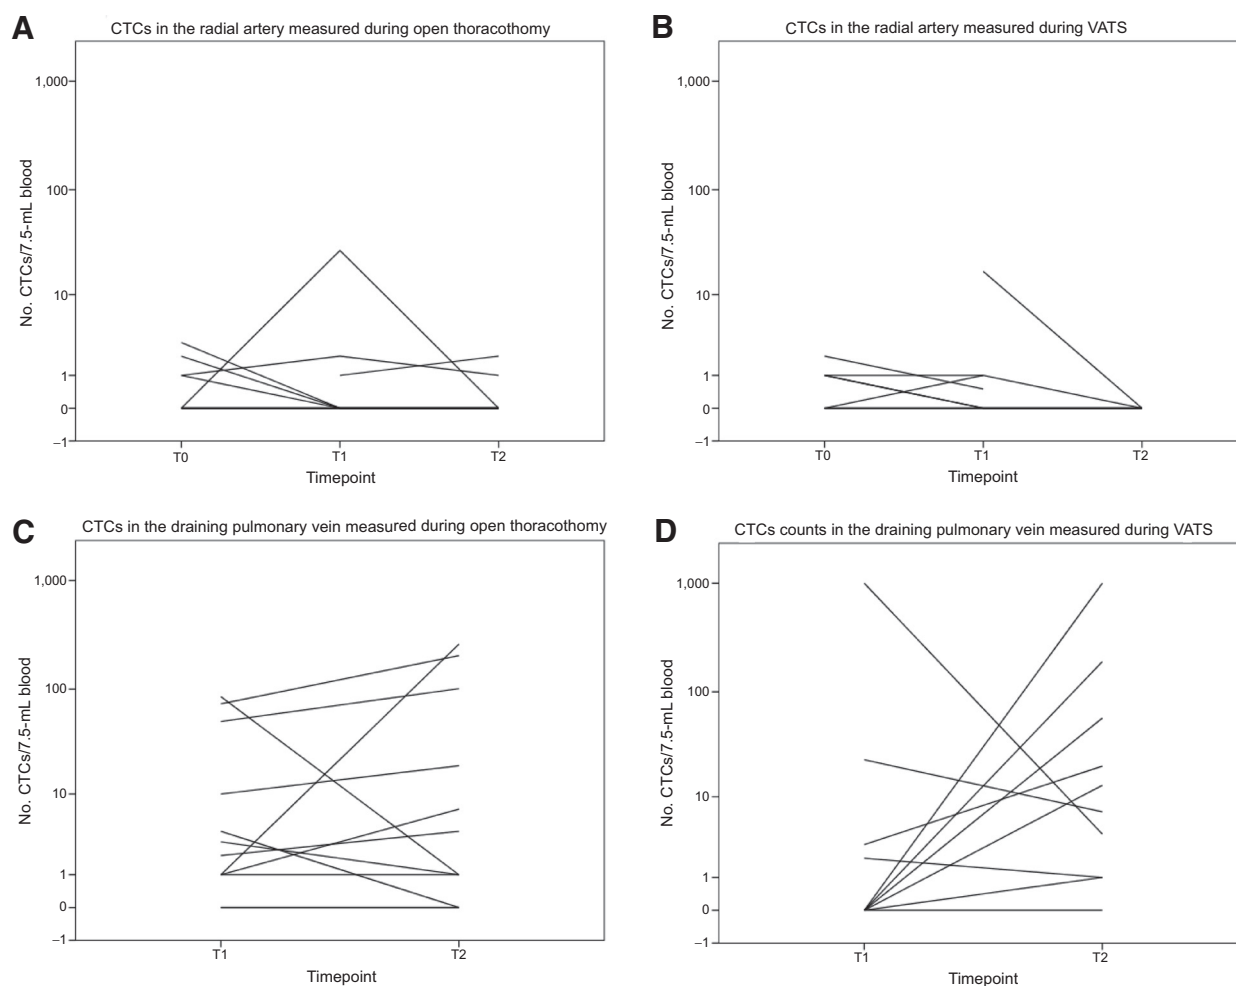 A
CTCs in the radial artery measured during open thoracothomy
1,000
100
10
1
0
−1
No. CTCs/7.5-mL blood
T0 T1 T2
Timepoint
B
CTCs in the radial artery measured during VATS
1,000
100
10
1
0
−1
No. CTCs/7.5-mL blood
T0 T1 T2
Timepoint
C
CTCs in the draining pulmonary vein measured during open thoracothomy
1,000
100
10
1
0
−1
No. CTCs/7.5-mL blood
T1 T2
Timepoint
D
CTCs counts in the draining pulmonary vein measured during VATS
1,000
100
10
1
0
−1
No. CTCs/7.5-mL blood
T1 T2
Timepoint